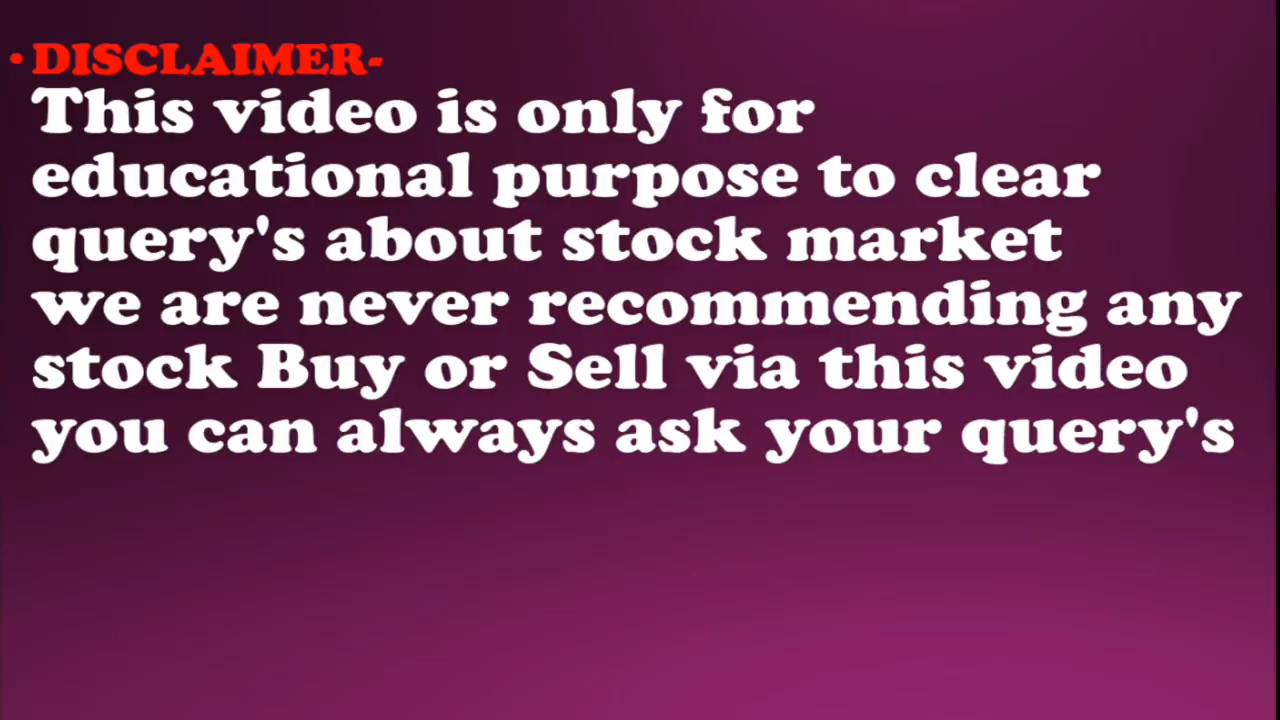 • DISCLAIMER-
This video is only for
educational purpose to clear
query's about stock market
we are never recommending any
stock Buy or Sell via this video
you can always ask your query's